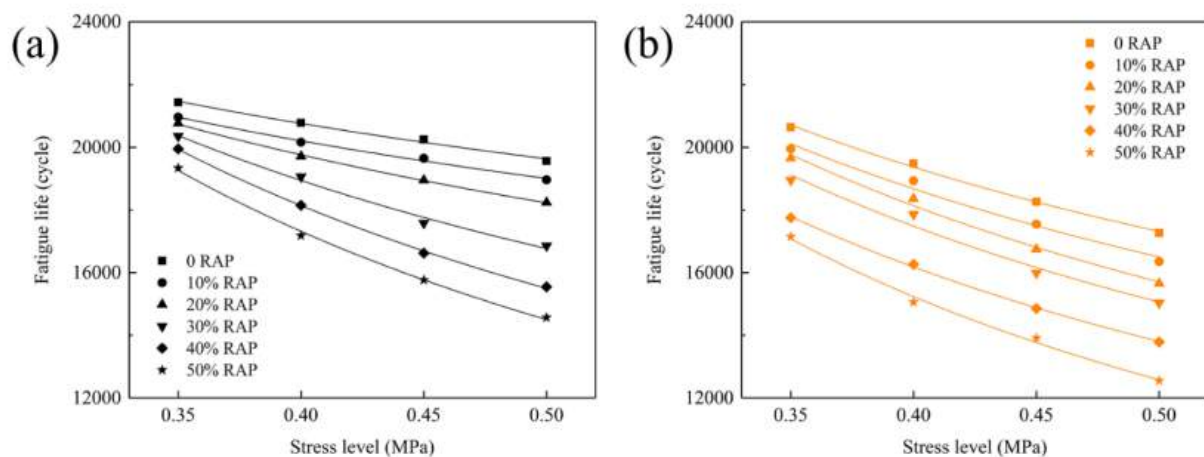 (a)
24000
20000
16000
12000
Fatigue life (cycle)
0 RAP
10% RAP
20% RAP
30% RAP
40% RAP
50% RAP
0.35 0.40 0.45 0.50
Stress level (MPa)
(b)
24000
20000
16000
12000
Fatigue life (cycle)
0 RAP
10% RAP
20% RAP
30% RAP
40% RAP
50% RAP
0.35 0.40 0.45 0.50
Stress level (MPa)